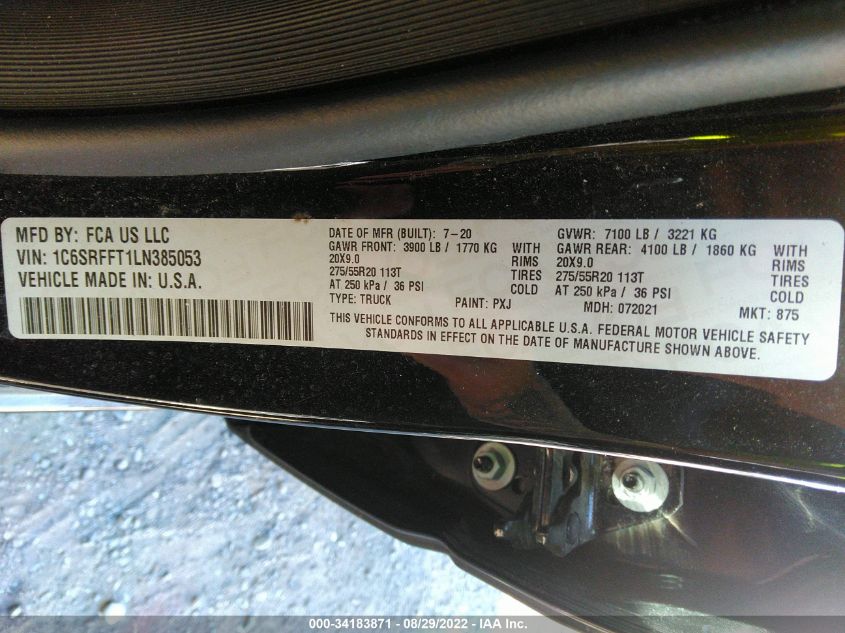 MFD BY: FCA US LLC
VIN: 1C6SRFFT1LN385053
VEHICLE MADE IN: U.S.A.
DATE OF MFR (BUILT): 7-20 GVWR: 7100 LB / 3221 KG
GAWR FRONT: 3900 LB / 1770 KG WITH GAWR REAR: 4100 LB / 1860 KG WITH
20X9.0 RIMS 20X9.0 RIMS
275/55R20 113T TIRES 275/55R20 113T TIRES
AT 250 kPa / 36 PSI COLD AT 250 kPa / 36 PSI COLD
TYPE: TRUCK PAINT: PXJ MDH: 072021 MKT: 875
THIS VEHICLE CONFORMS TO ALL APPLICABLE U.S.A. FEDERAL MOTOR VEHICLE SAFETY
STANDARDS IN EFFECT ON THE DATE OF MANUFACTURE SHOWN ABOVE.
000-34183871 - 08/29/2022 - IAA Inc.